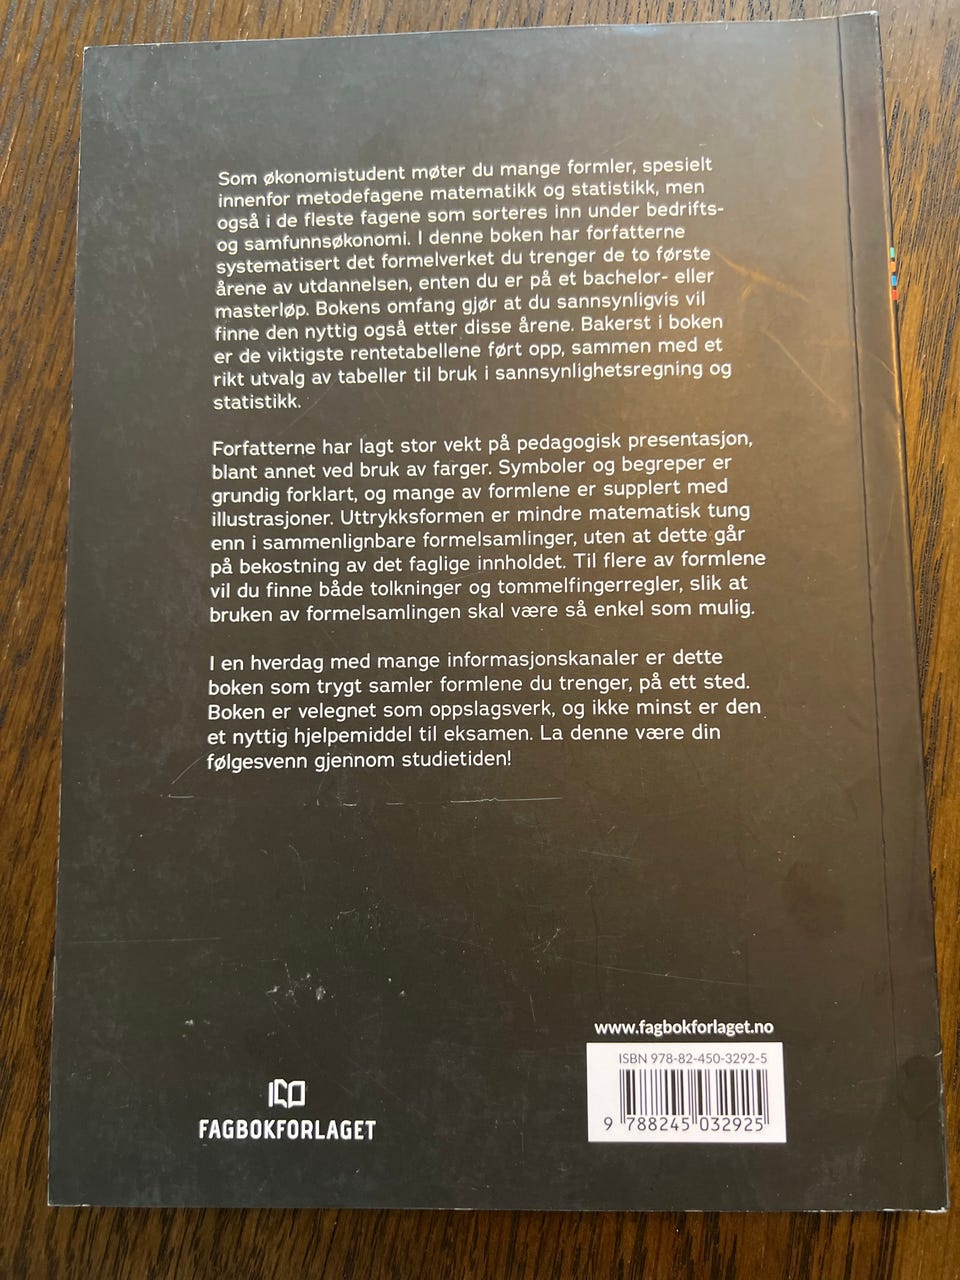 Som økonomistudent møter du mange formler, spesielt
innenfor metodefagene matematikk og statistikk, men
også i de fleste fagene som sorteres inn under bedrifts-
og samfunnsøkonomi. I denne boken har forfatterne
systematisert det formelverket du trenger de to første
årene av utdannelsen, enten du er på et bachelor- eller
masterløp. Bokens omfang gjør at du sannsynligvis vil
finne den nyttig også etter disse årene. Bakerst i boken
er de viktigste rentetabellene ført opp, sammen med et
rikt utvalg av tabeller til bruk i sannsynlighetsregning og
statistikk.
Forfatterne har lagt stor vekt på pedagogisk presentasjon,
blant annet ved bruk av farger. Symboler og begreper er
grundig forklart, og mange av formlene er supplert med
illustrasjoner. Uttrykksformen er mindre matematisk tung
enn i sammenlignbare formelsamlinger, uten at dette går
på bekostning av det faglige innholdet. Til flere av formlene
vil du finne både tolkninger og tommelfingerregler, slik at
bruken av formelsamlingen skal være så enkel som mulig.
I en hverdag med mange informasjonskanaler er dette
boken som trygt samler formlene du trenger, på ett sted.
Boken er velegnet som oppslagsverk, og ikke minst er den
et nyttig hjelpemiddel til eksamen. La denne være din
følgesvenn gjennom studietiden!
www.fagbokforlaget.no
ISBN 978-82-450-3292-5
9 788245 032925
FAGBOKFORLAGET